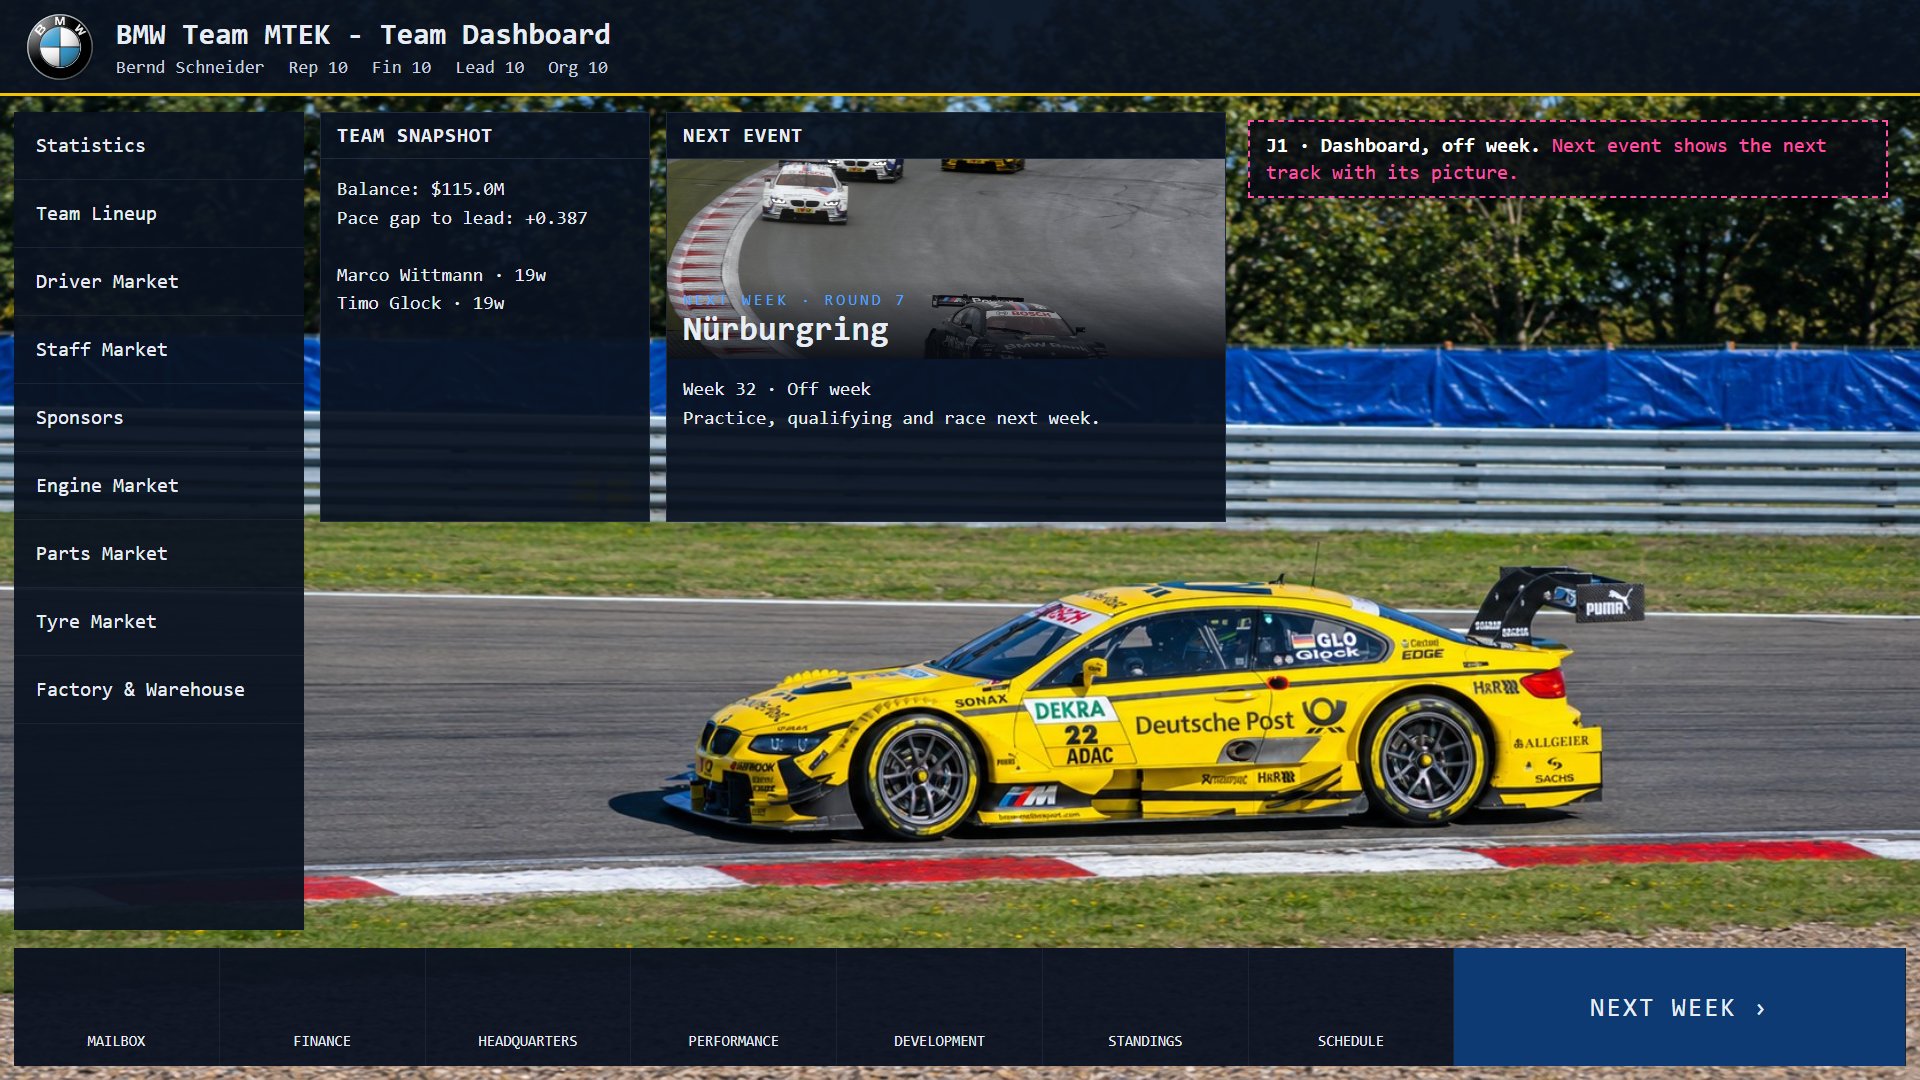 BMW
BMW Team MTEK - Team Dashboard
Bernd Schneider Rep 10 Fin 10 Lead 10 Org 10
Statistics
Team Lineup
Driver Market
Staff Market
Sponsors
Engine Market
Parts Market
Tyre Market
Factory & Warehouse
TEAM SNAPSHOT
Balance: $115.0M
Pace gap to lead: +0.387
Marco Wittmann · 19w
Timo Glock · 19w
NEXT EVENT
BOSCH
NEXT WEEK · ROUND 7
Nürburgring
Week 32 · Off week
Practice, qualifying and race next week.
J1 · Dashboard, off week. Next event shows the next
track with its picture.
PUMA
BOSCH
GLO
Glock
EDGE
H&R
SONAX
DEKRA
22
ADAC
Deutsche Post
ALLGEIER
SACHS
H&R
M
MAILBOX
FINANCE
HEADQUARTERS
PERFORMANCE
DEVELOPMENT
STANDINGS
SCHEDULE
NEXT WEEK ›